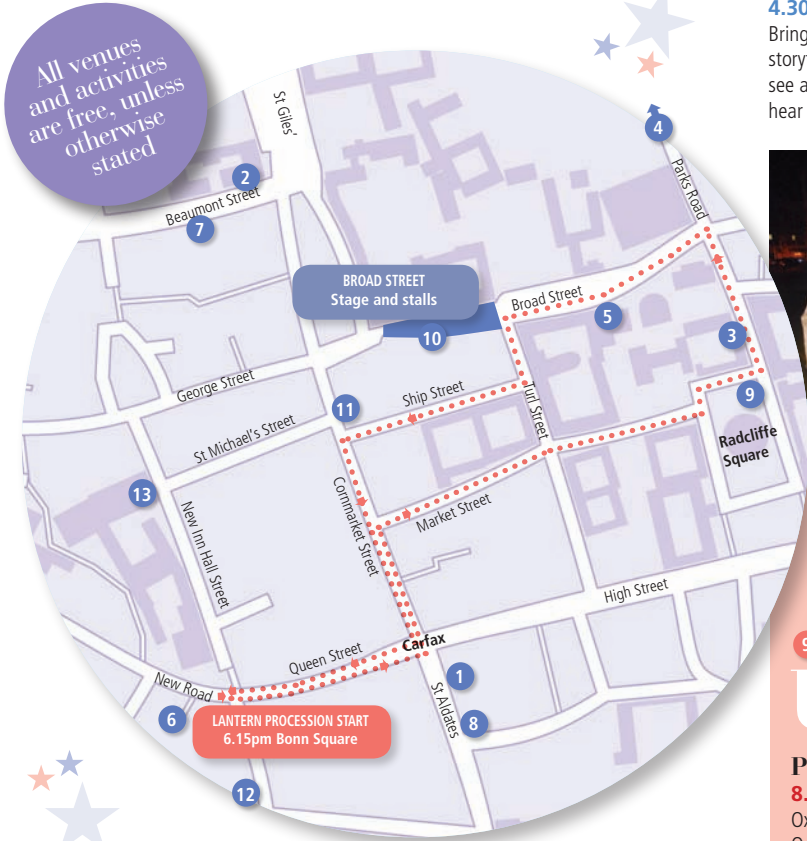 All venues
and activities
are free, unless
otherwise
stated
4.30
Bring
story
see a
hear
St Giles'
4
Parks Road
2
Beaumont Street
7
BROAD STREET
Stage and stalls
Broad Street
5
10
3
George Street
11
Ship Street
Turl Street
9
St Michael's Street
Radcliffe
Square
13
Cornmarket Street
Market Street
New Inn Hall Street
High Street
Carfax
Queen Street
1
New Road
St Aldates
6
LANTERN PROCESSION START
6.15pm Bonn Square
8
12
9
P
8.
Ox